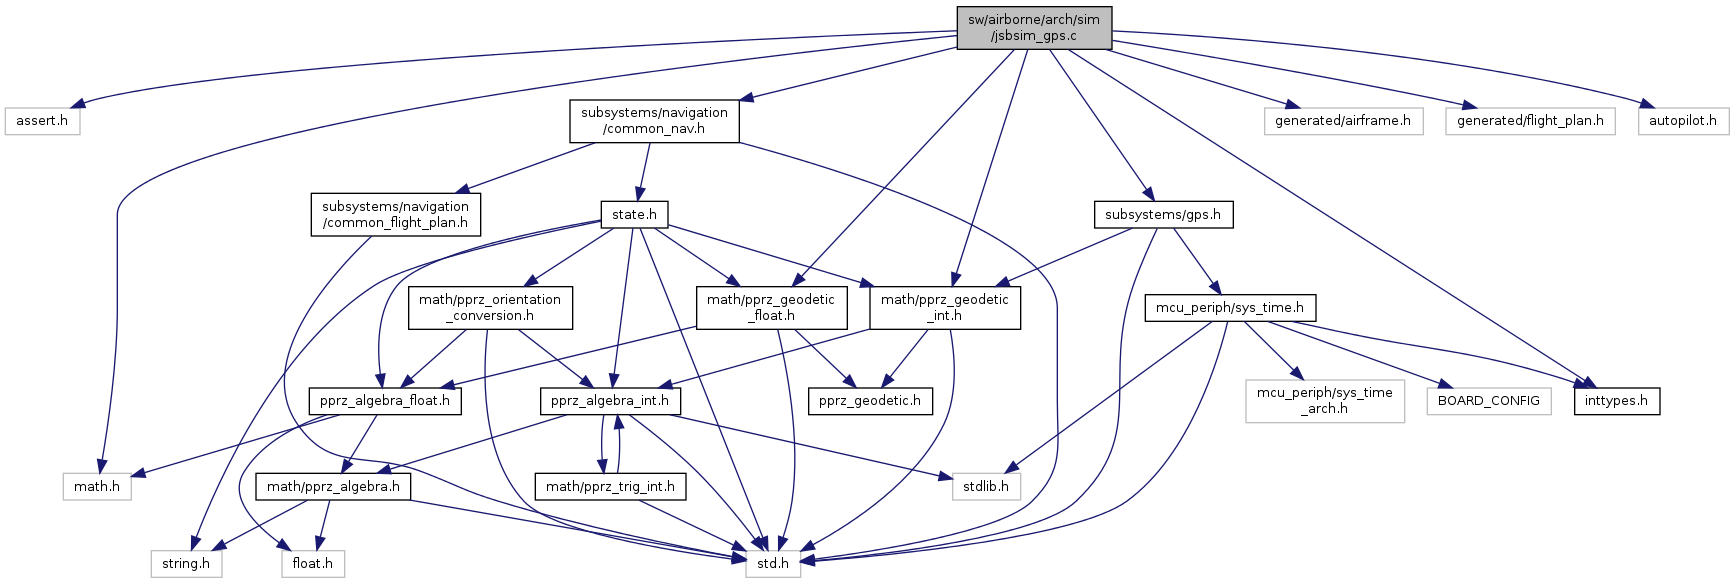 sw/airborne/arch/sim
/jsbsim_gps.c
assert.h
subsystems/navigation
/common_nav.h
generated/airframe.h
generated/flight_plan.h
autopilot.h
subsystems/navigation
/common_flight_plan.h
state.h
subsystems/gps.h
math/pprz_orientation
_conversion.h
math/pprz_geodetic
_float.h
math/pprz_geodetic
_int.h
mcu_periph/sys_time.h
pprz_algebra_float.h
pprz_algebra_int.h
pprz_geodetic.h
mcu_periph/sys_time
_arch.h
BOARD_CONFIG
inttypes.h
math.h
math/pprz_algebra.h
math/pprz_trig_int.h
stdlib.h
string.h
float.h
std.h